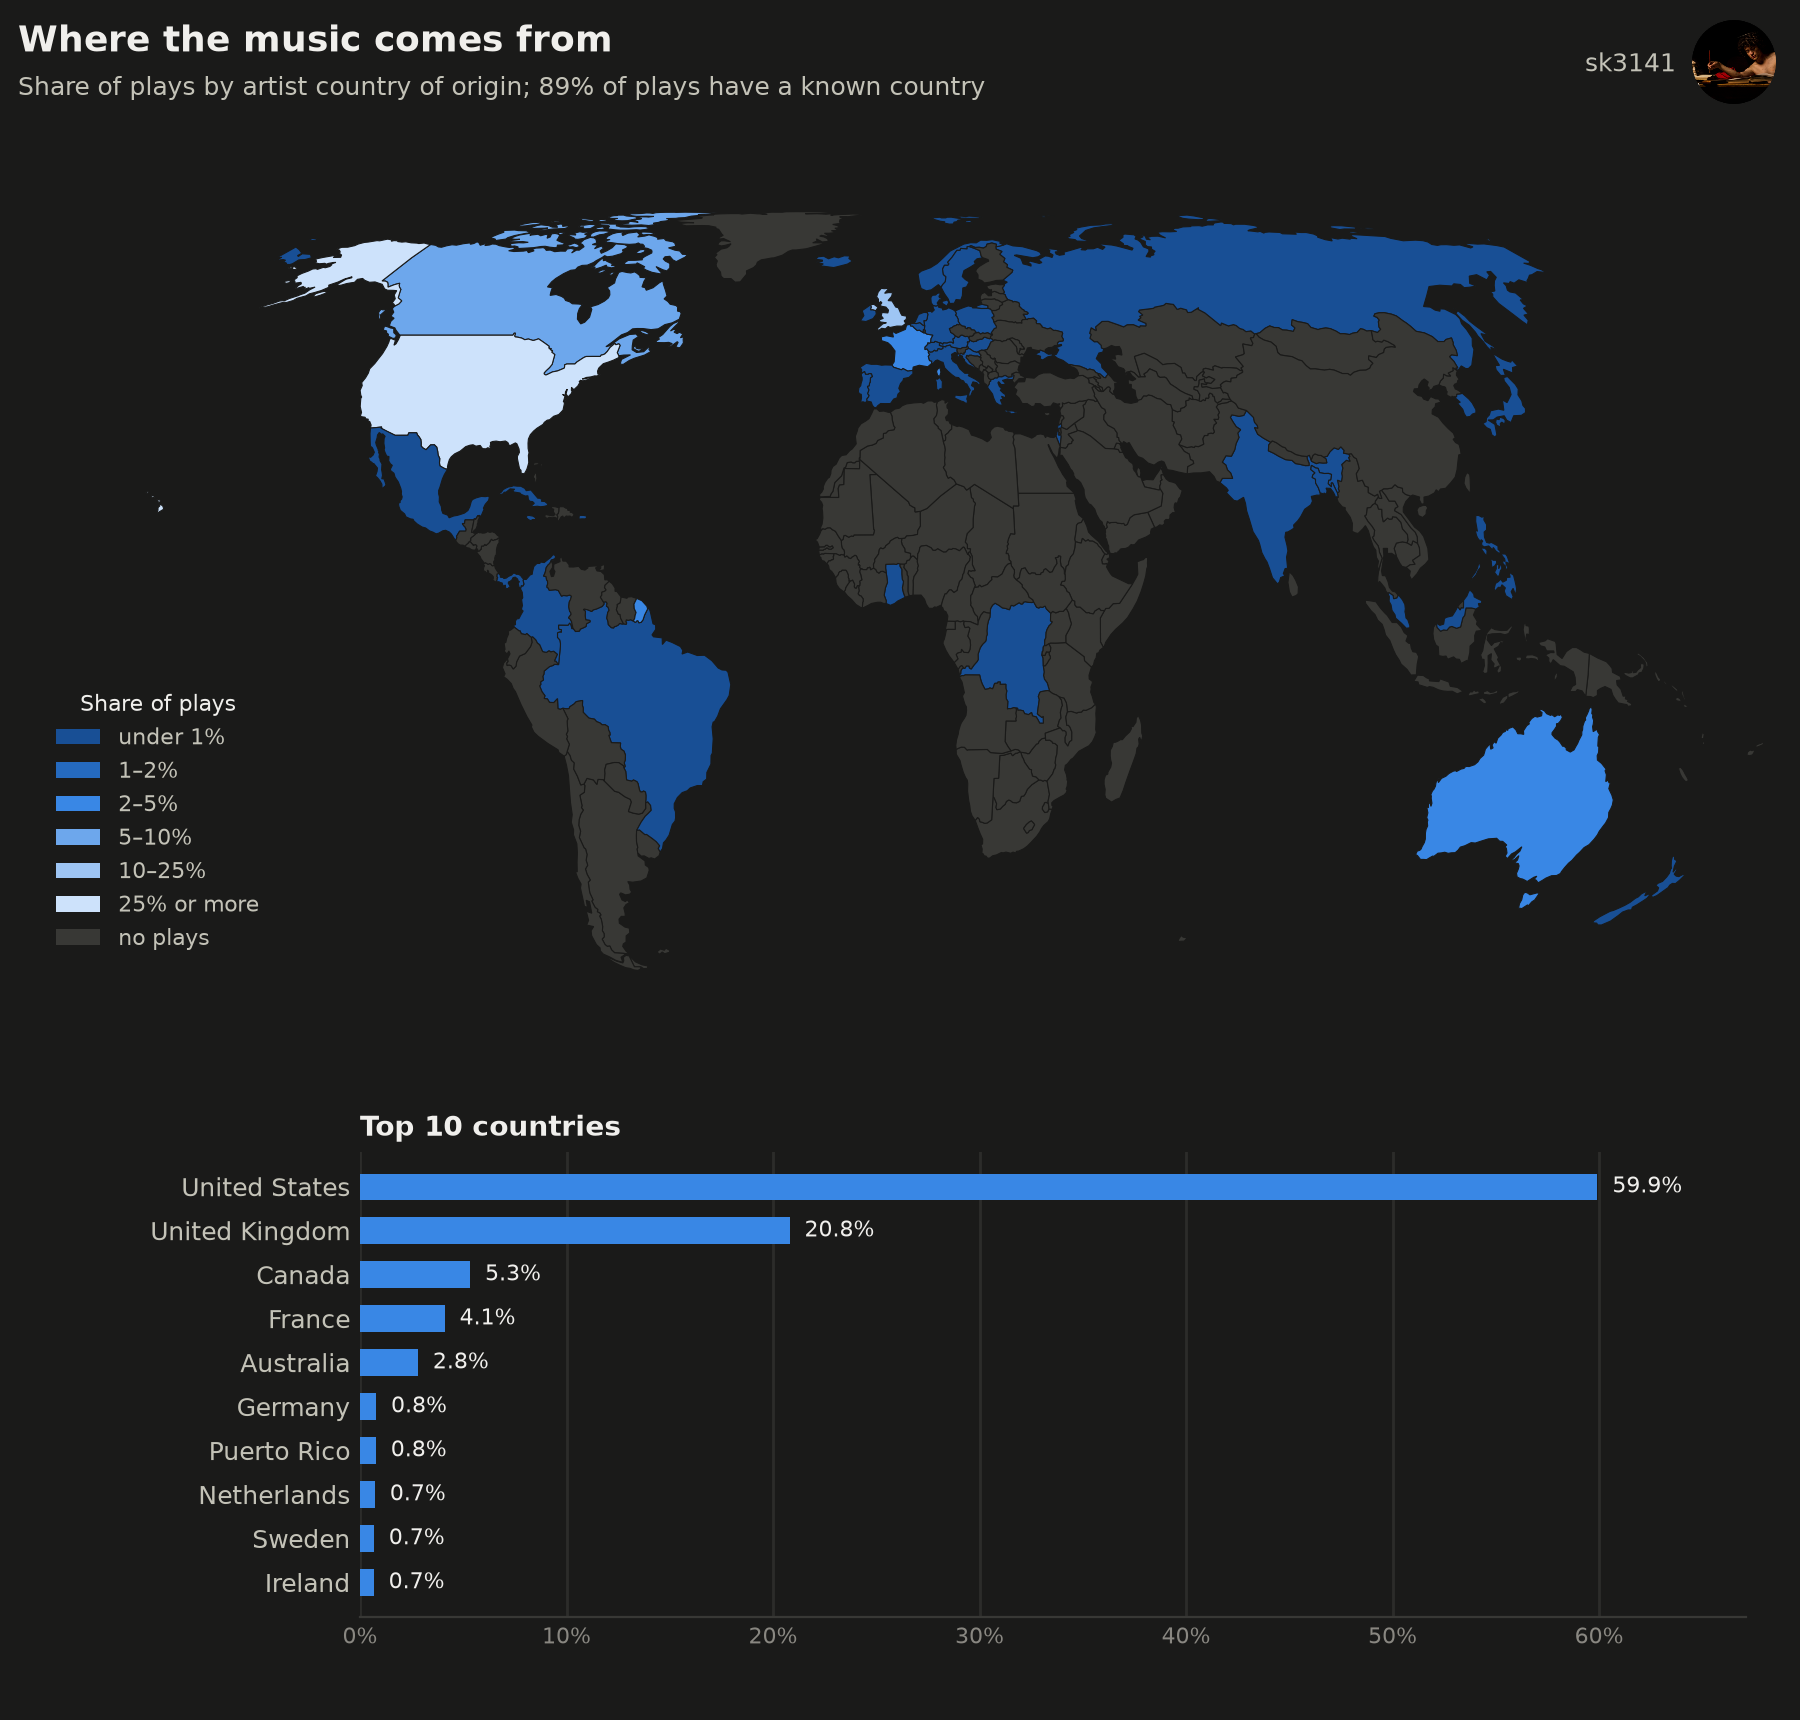 Where the music comes from
Share of plays by artist country of origin; 89% of plays have a known country
sk3141
Share of plays
under 1%
1–2%
2–5%
5–10%
10–25%
25% or more
no plays
Top 10 countries
United States 59.9%
United Kingdom 20.8%
Canada 5.3%
France 4.1%
Australia 2.8%
Germany 0.8%
Puerto Rico 0.8%
Netherlands 0.7%
Sweden 0.7%
Ireland 0.7%
0% 10% 20% 30% 40% 50% 60%